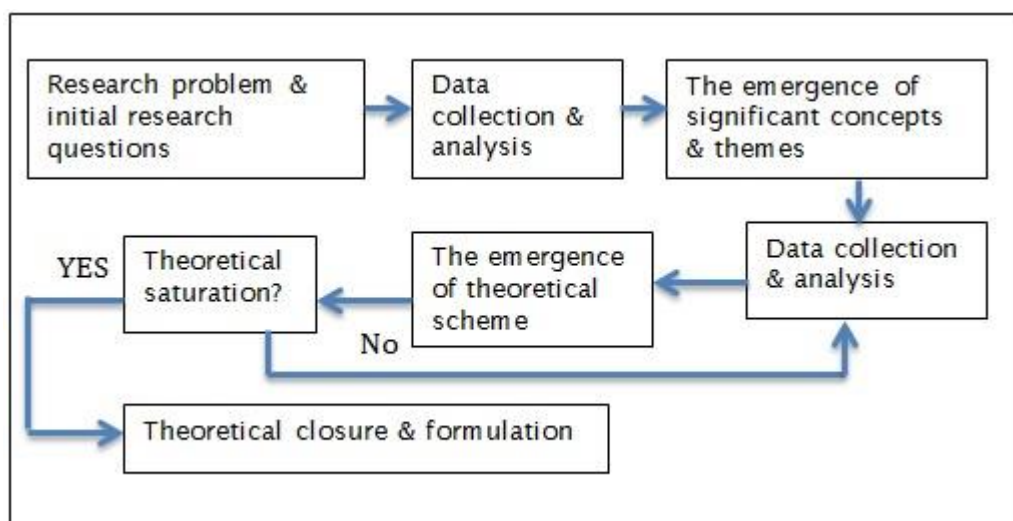 Research problem &
initial research
questions
Data
collection &
analysis
The emergence of
significant concepts
& themes
Data collection
& analysis
The emergence
of theoretical
scheme
Theoretical
saturation?
YES
No
Theoretical closure & formulation